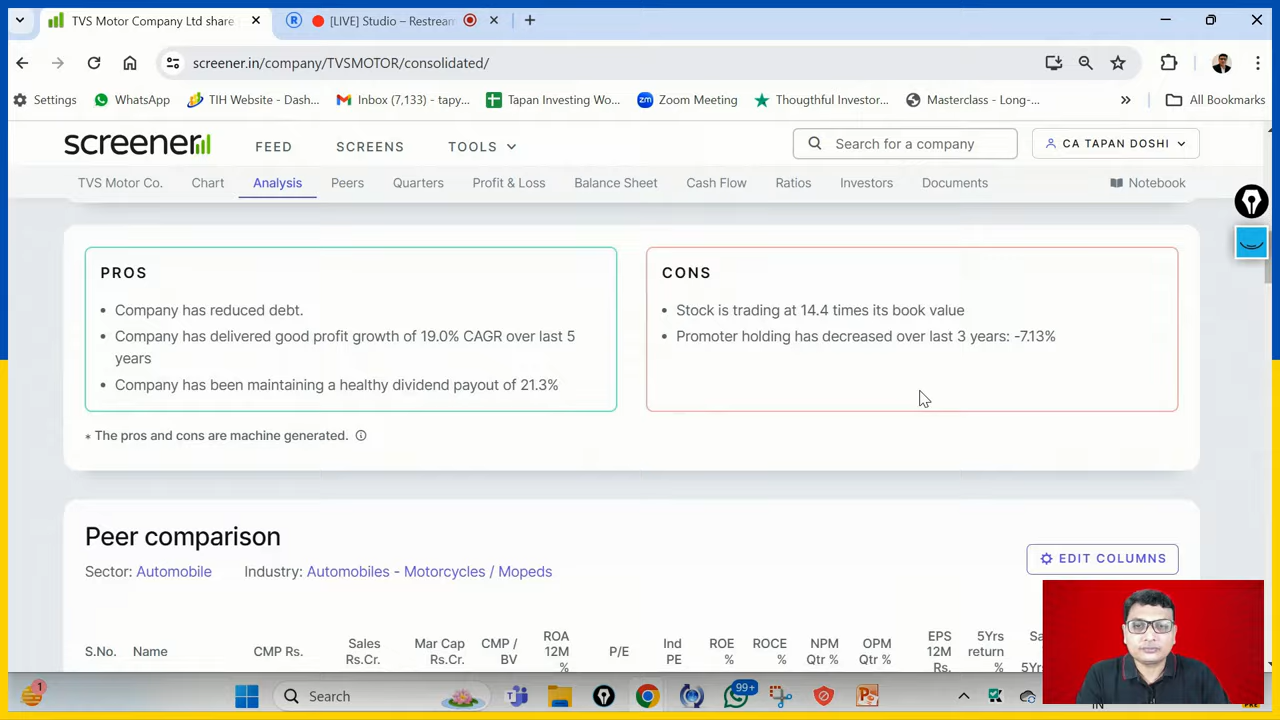 TVS Motor Company Ltd share
[LIVE] Studio – Restream
screener.in/company/TVSMOTOR/consolidated/
Settings
WhatsApp
TIH Website - Dash...
Inbox (7,133) - tapy...
Tapan Investing Wo...
Zoom Meeting
Thougthful Investor...
Masterclass - Long-...
All Bookmarks
screener
FEED
SCREENS
TOOLS
Search for a company
CA TAPAN DOSHI
TVS Motor Co.
Chart
Analysis
Peers
Quarters
Profit & Loss
Balance Sheet
Cash Flow
Ratios
Investors
Documents
Notebook
PROS
• Company has reduced debt.
• Company has delivered good profit growth of 19.0% CAGR over last 5
years
• Company has been maintaining a healthy dividend payout of 21.3%
CONS
• Stock is trading at 14.4 times its book value
• Promoter holding has decreased over last 3 years: -7.13%
* The pros and cons are machine generated.
Peer comparison
Sector: Automobile Industry: Automobiles - Motorcycles / Mopeds
EDIT COLUMNS
S.No.
Name
CMP Rs.
Sales
Rs.Cr.
Mar Cap
Rs.Cr.
CMP /
BV
ROA
12M
%
P/E
Ind
PE
ROE
%
ROCE
%
NPM
Qtr %
OPM
Qtr %
EPS
12M
Rs.
5Yrs
return
%
1
Search
99+